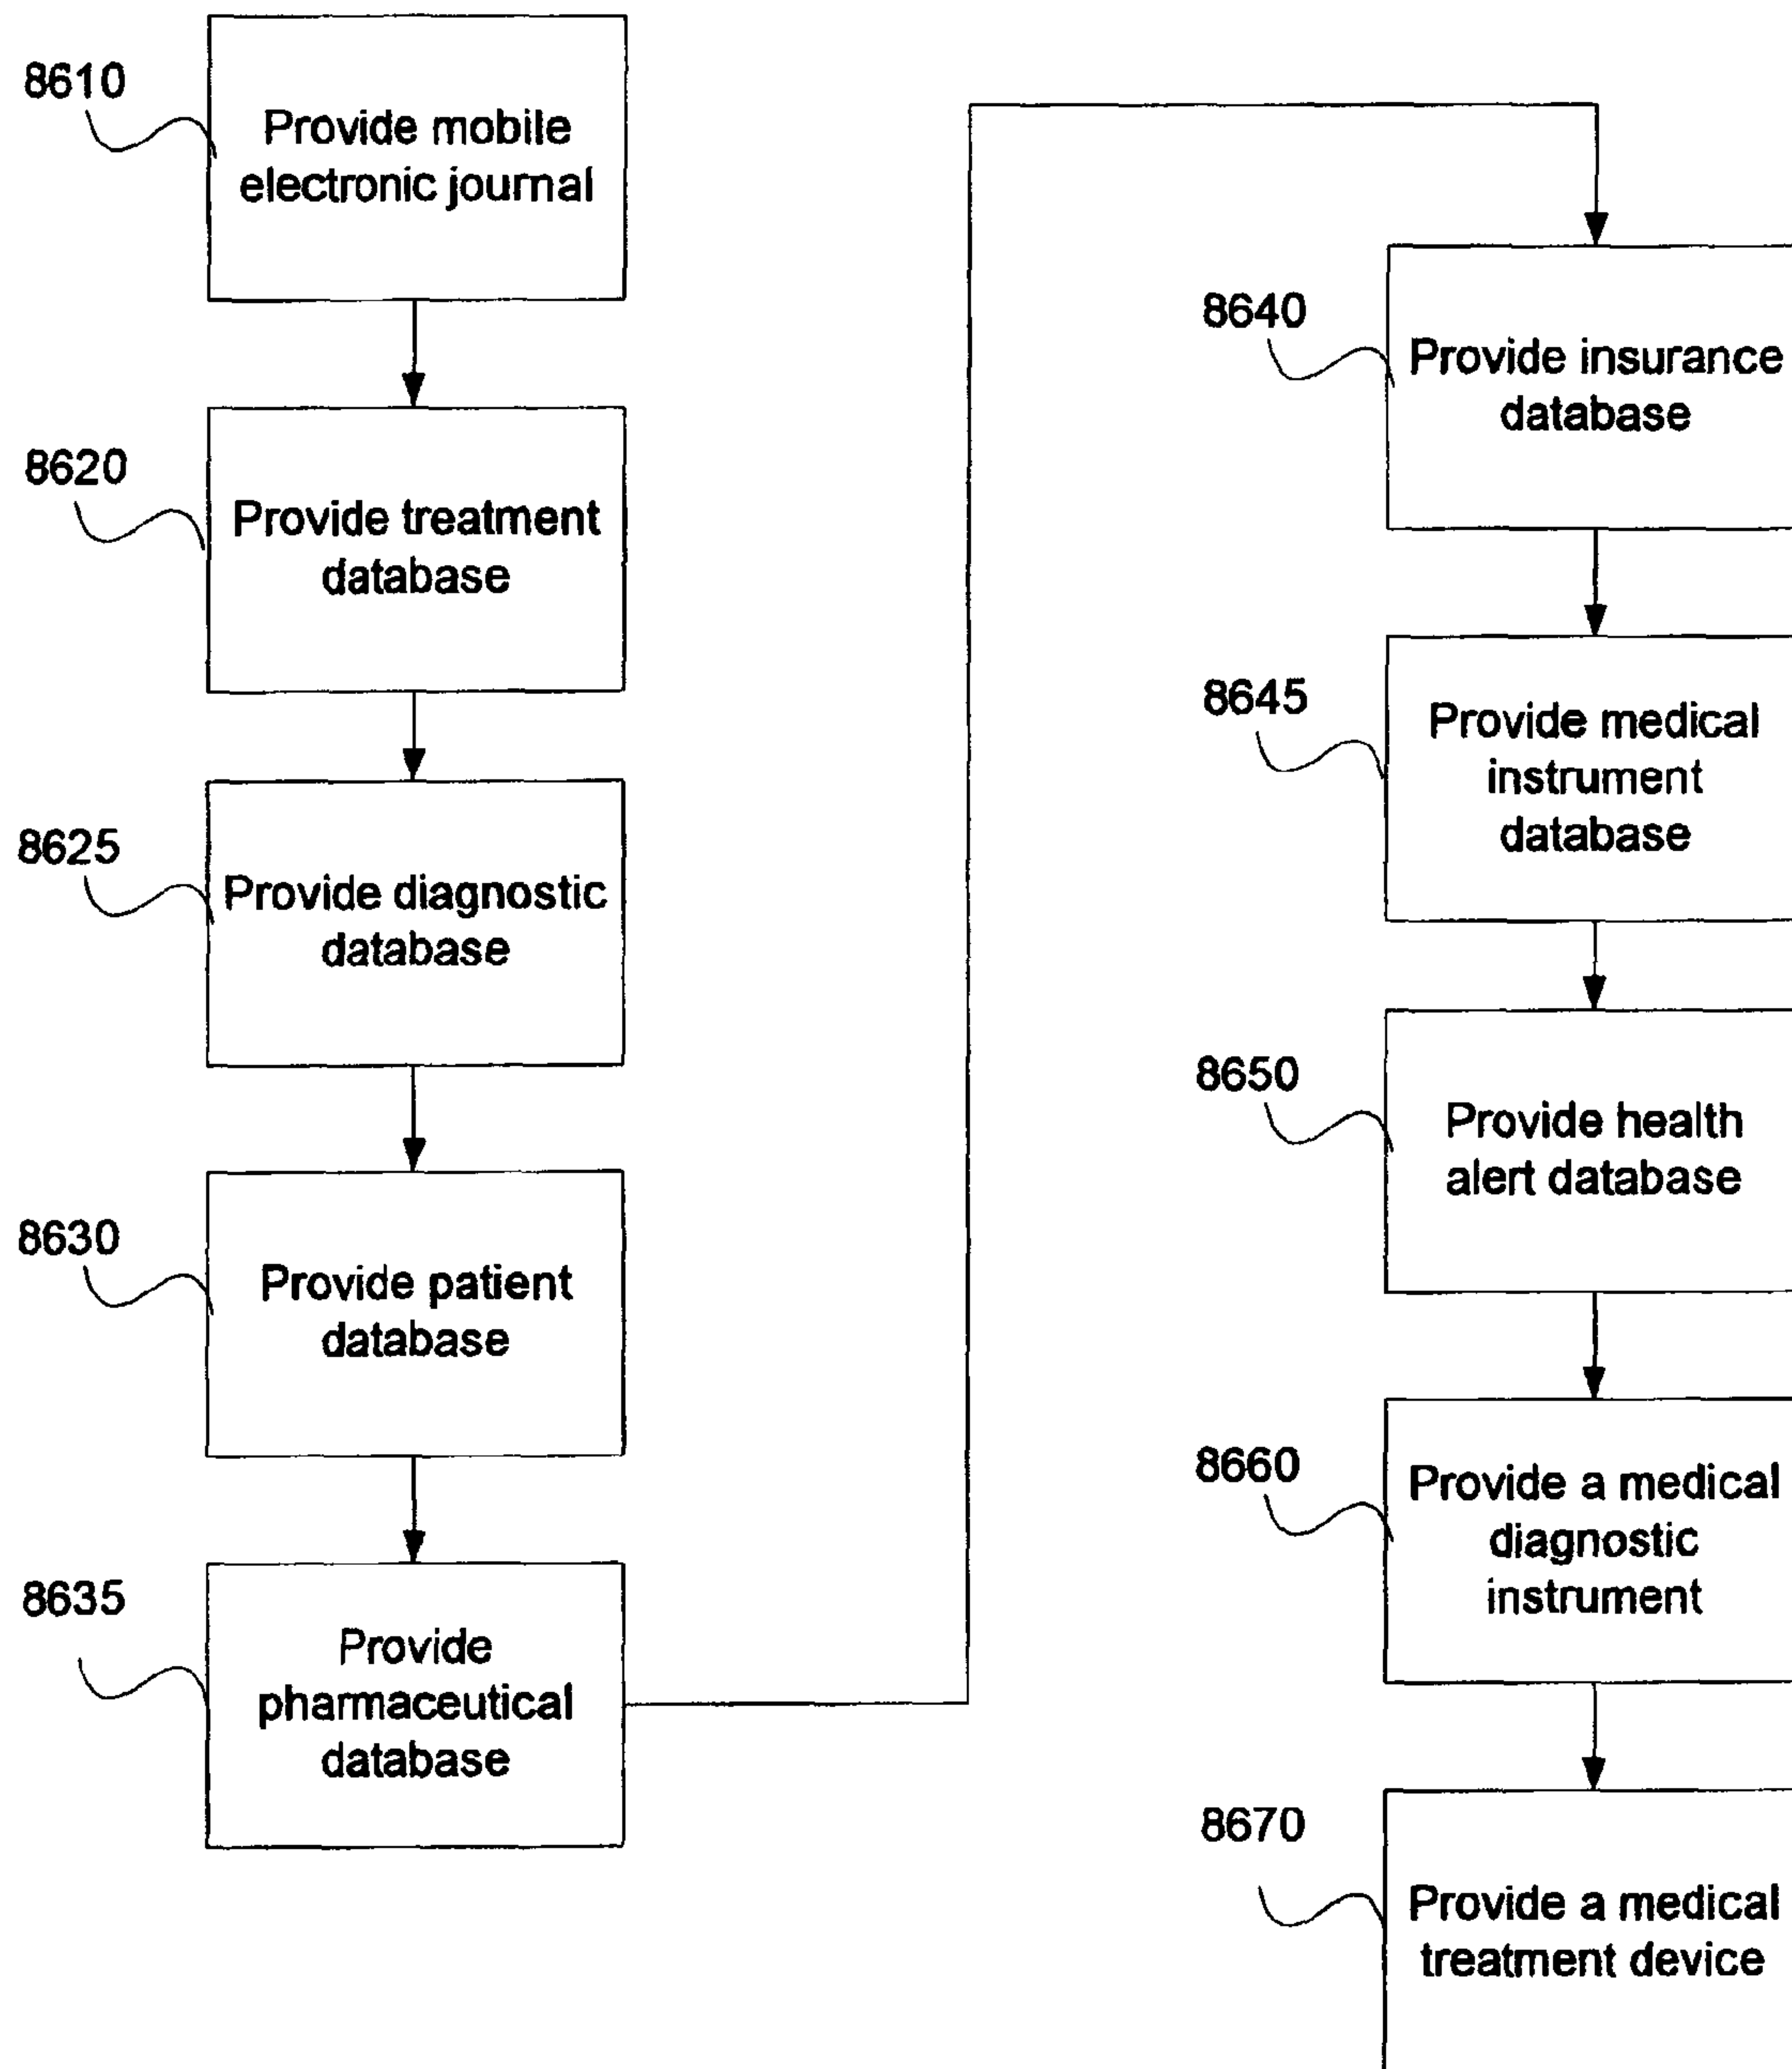 8610
Provide mobile
electronic journal
8620
Provide treatment
database
8625
Provide diagnostic
database
8630
Provide patient
database
8635
Provide
pharmaceutical
database
8640
Provide insurance
database
8645
Provide medical
instrument
database
8650
Provide health
alert database
8660
Provide a medical
diagnostic
instrument
8670
Provide a medical
treatment device